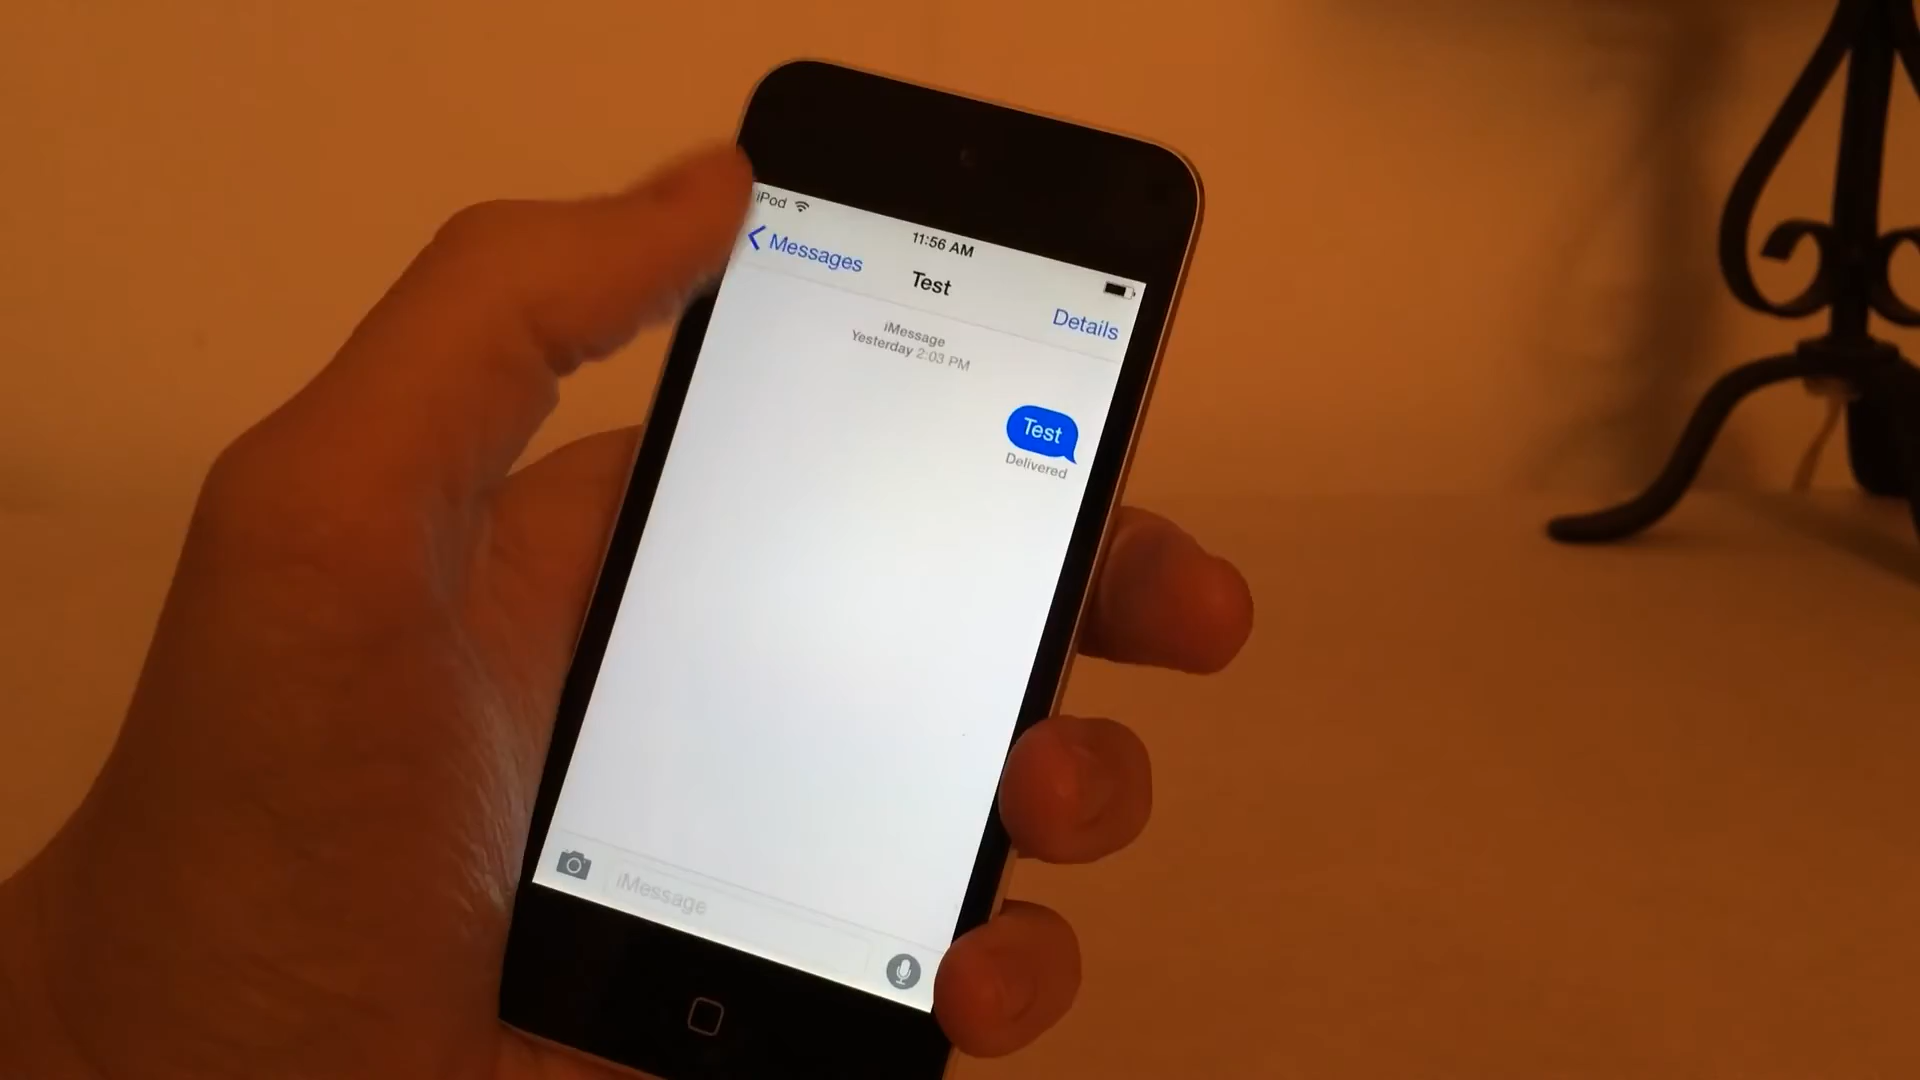 iPod
11:56 AM
Messages
Test
Details
iMessage
Yesterday 2:03 PM
Test
Delivered
iMessage